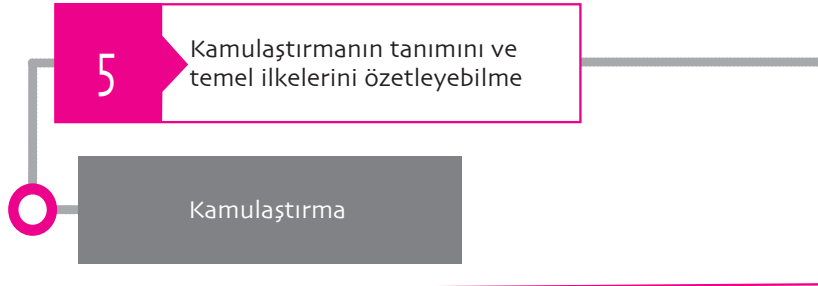 5
Kamulaştırmanın tanımını ve
temel ilkelerini özetleyebilme
Kamulaştırma